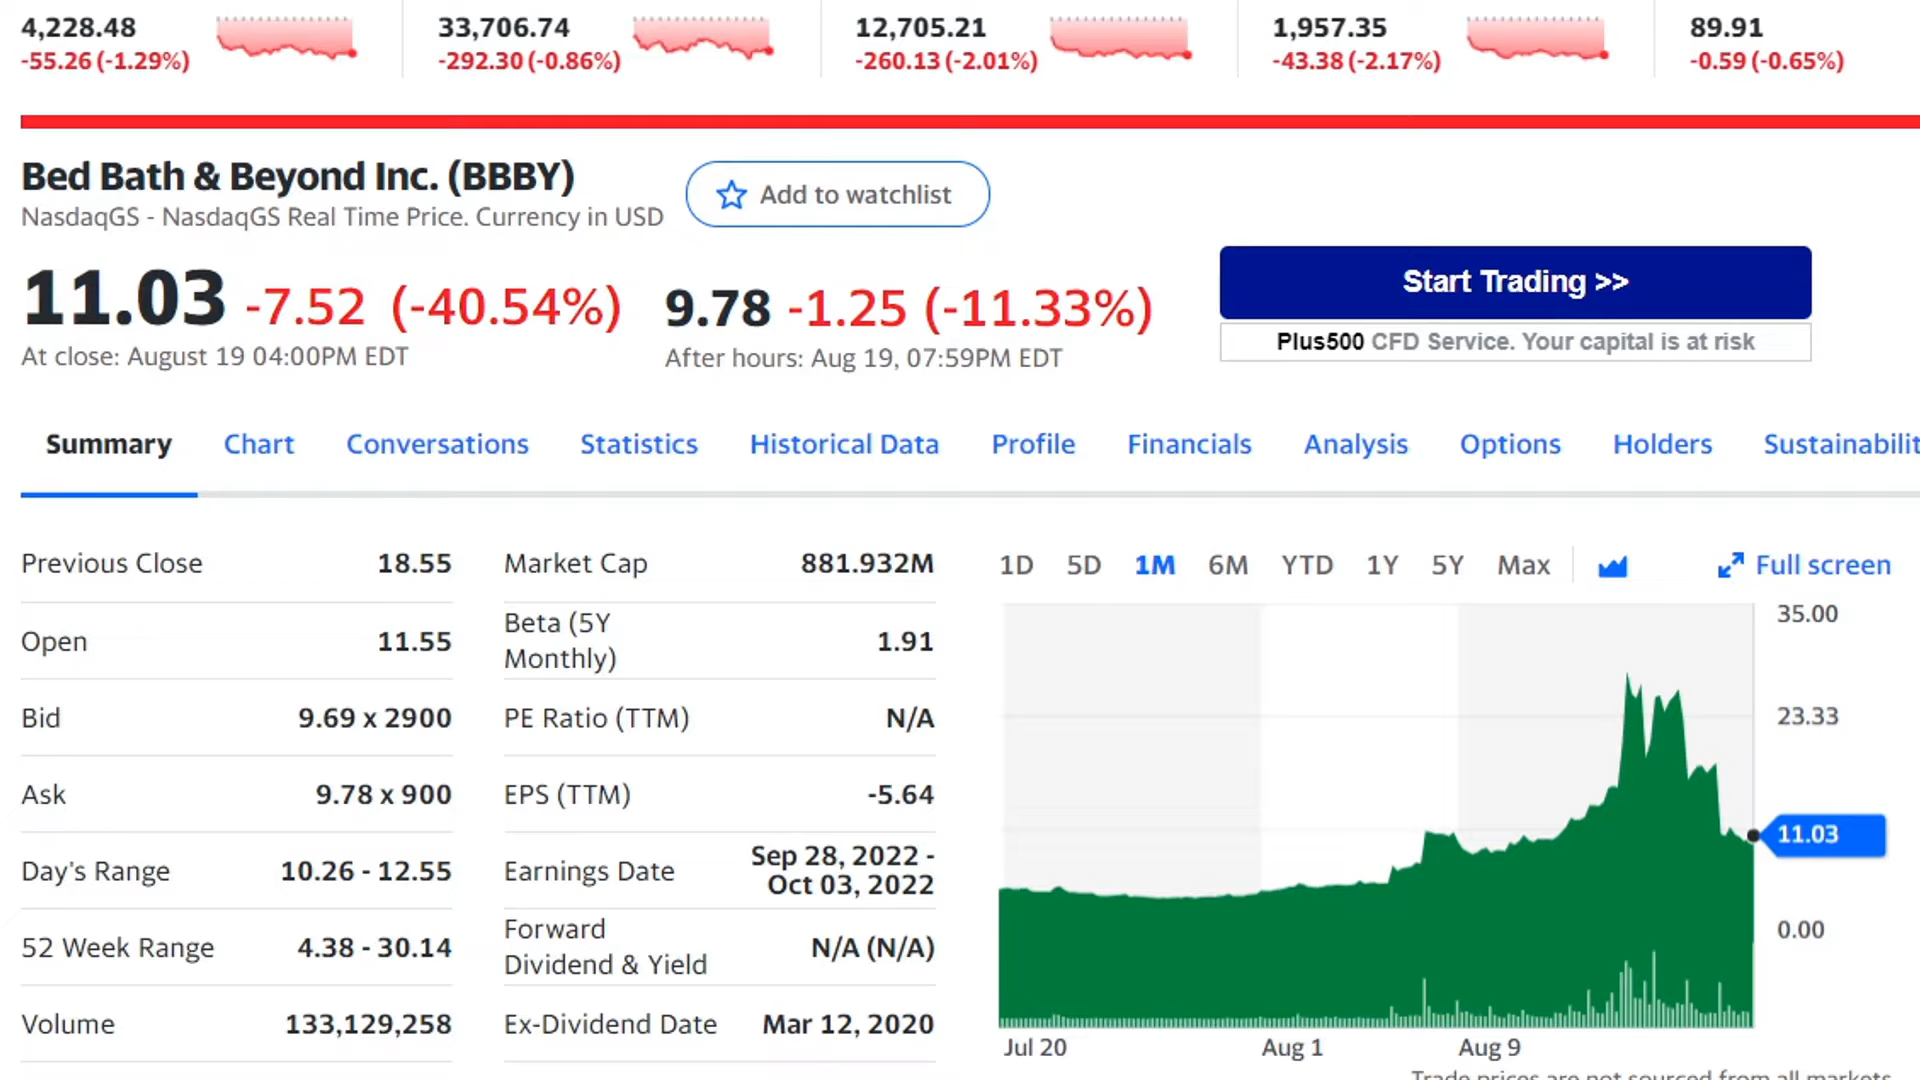 4,228.48
-55.26 (-1.29%)
33,706.74
-292.30 (-0.86%)
12,705.21
-260.13 (-2.01%)
1,957.35
-43.38 (-2.17%)
89.91
-0.59 (-0.65%)
Bed Bath & Beyond Inc. (BBBY)
NasdaqGS - NasdaqGS Real Time Price. Currency in USD
Add to watchlist
11.03 -7.52 (-40.54%)
At close: August 19 04:00PM EDT
9.78 -1.25 (-11.33%)
After hours: Aug 19, 07:59PM EDT
Start Trading >>
Plus500 CFD Service. Your capital is at risk
Summary Chart Conversations Statistics Historical Data Profile Financials Analysis Options Holders Sustainabilit
Previous Close 18.55
Open 11.55
Bid 9.69 x 2900
Ask 9.78 x 900
Day's Range 10.26 - 12.55
52 Week Range 4.38 - 30.14
Volume 133,129,258
Market Cap 881.932M
Beta (5Y
Monthly) 1.91
PE Ratio (TTM) N/A
EPS (TTM) -5.64
Earnings Date Sep 28, 2022 -
Oct 03, 2022
Forward
Dividend & Yield N/A (N/A)
Ex-Dividend Date Mar 12, 2020
1D 5D 1M 6M YTD 1Y 5Y Max Full screen
35.00
23.33
11.03
0.00
Jul 20 Aug 1 Aug 9
Trade prices are not sourced from all markets